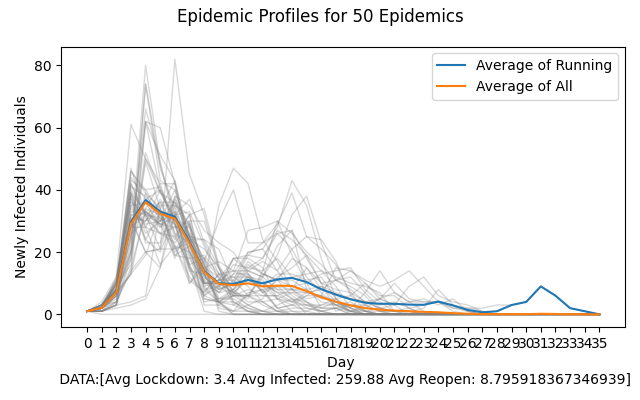 Epidemic Profiles for 50 Epidemics
Average of Running
Average of All
Newly Infected Individuals
80
60
40
20
0
0 1 2 3 4 5 6 7 8 9 10 11 12 13 14 15 16 17 18 19 20 21 22 23 24 25 26 27 28 29 30 31 32 33 34 35
Day
DATA:[Avg Lockdown: 3.4 Avg Infected: 259.88 Avg Reopen: 8.795918367346939]